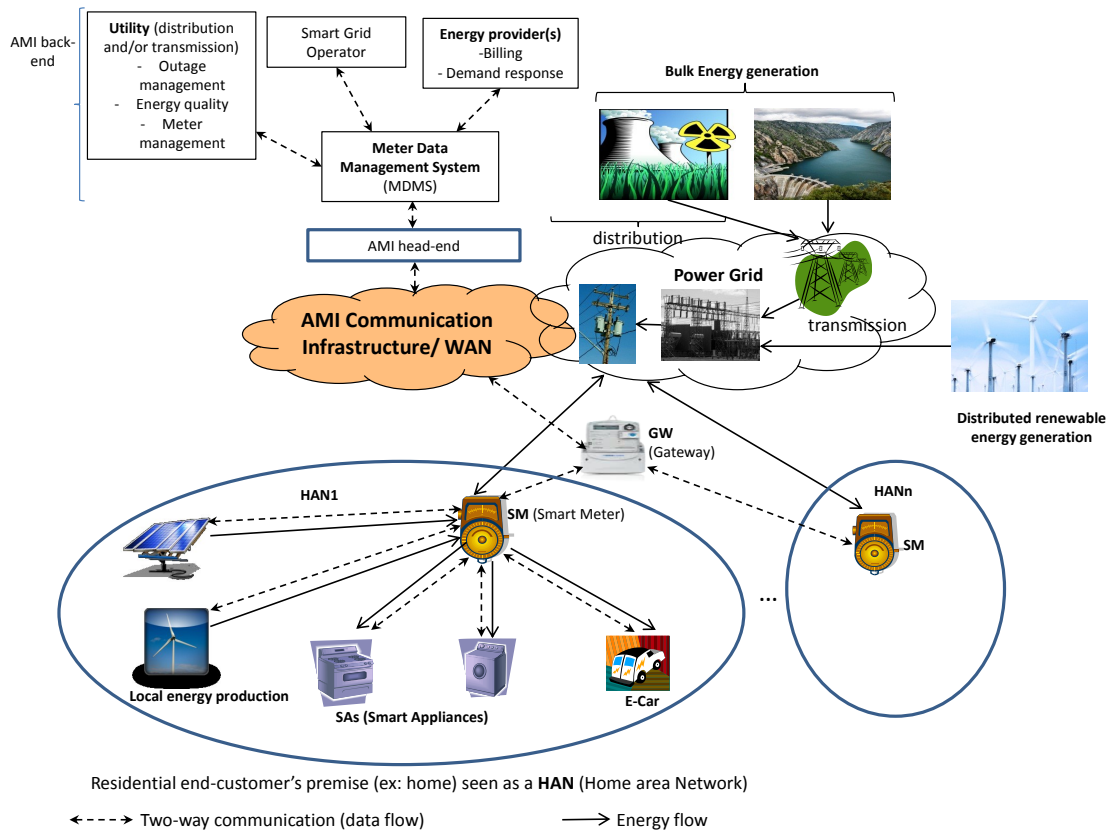 AMI back-
end
Utility (distribution
and/or transmission)
- Outage
management
- Energy quality
- Meter
management
Smart Grid
Operator
Energy provider(s)
-Billing
- Demand response
Bulk Energy generation
Meter Data
Management System
(MDMS)
AMI head-end
distribution
Power Grid
transmission
AMI Communication
Infrastructure/ WAN
Distributed renewable
energy generation
GW
(Gateway)
HAN1
SM (Smart Meter)
HANn
SM
...
Local energy production
SAs (Smart Appliances)
E-Car
Residential end-customer’s premise (ex: home) seen as a HAN (Home area Network)
Two-way communication (data flow)
Energy flow